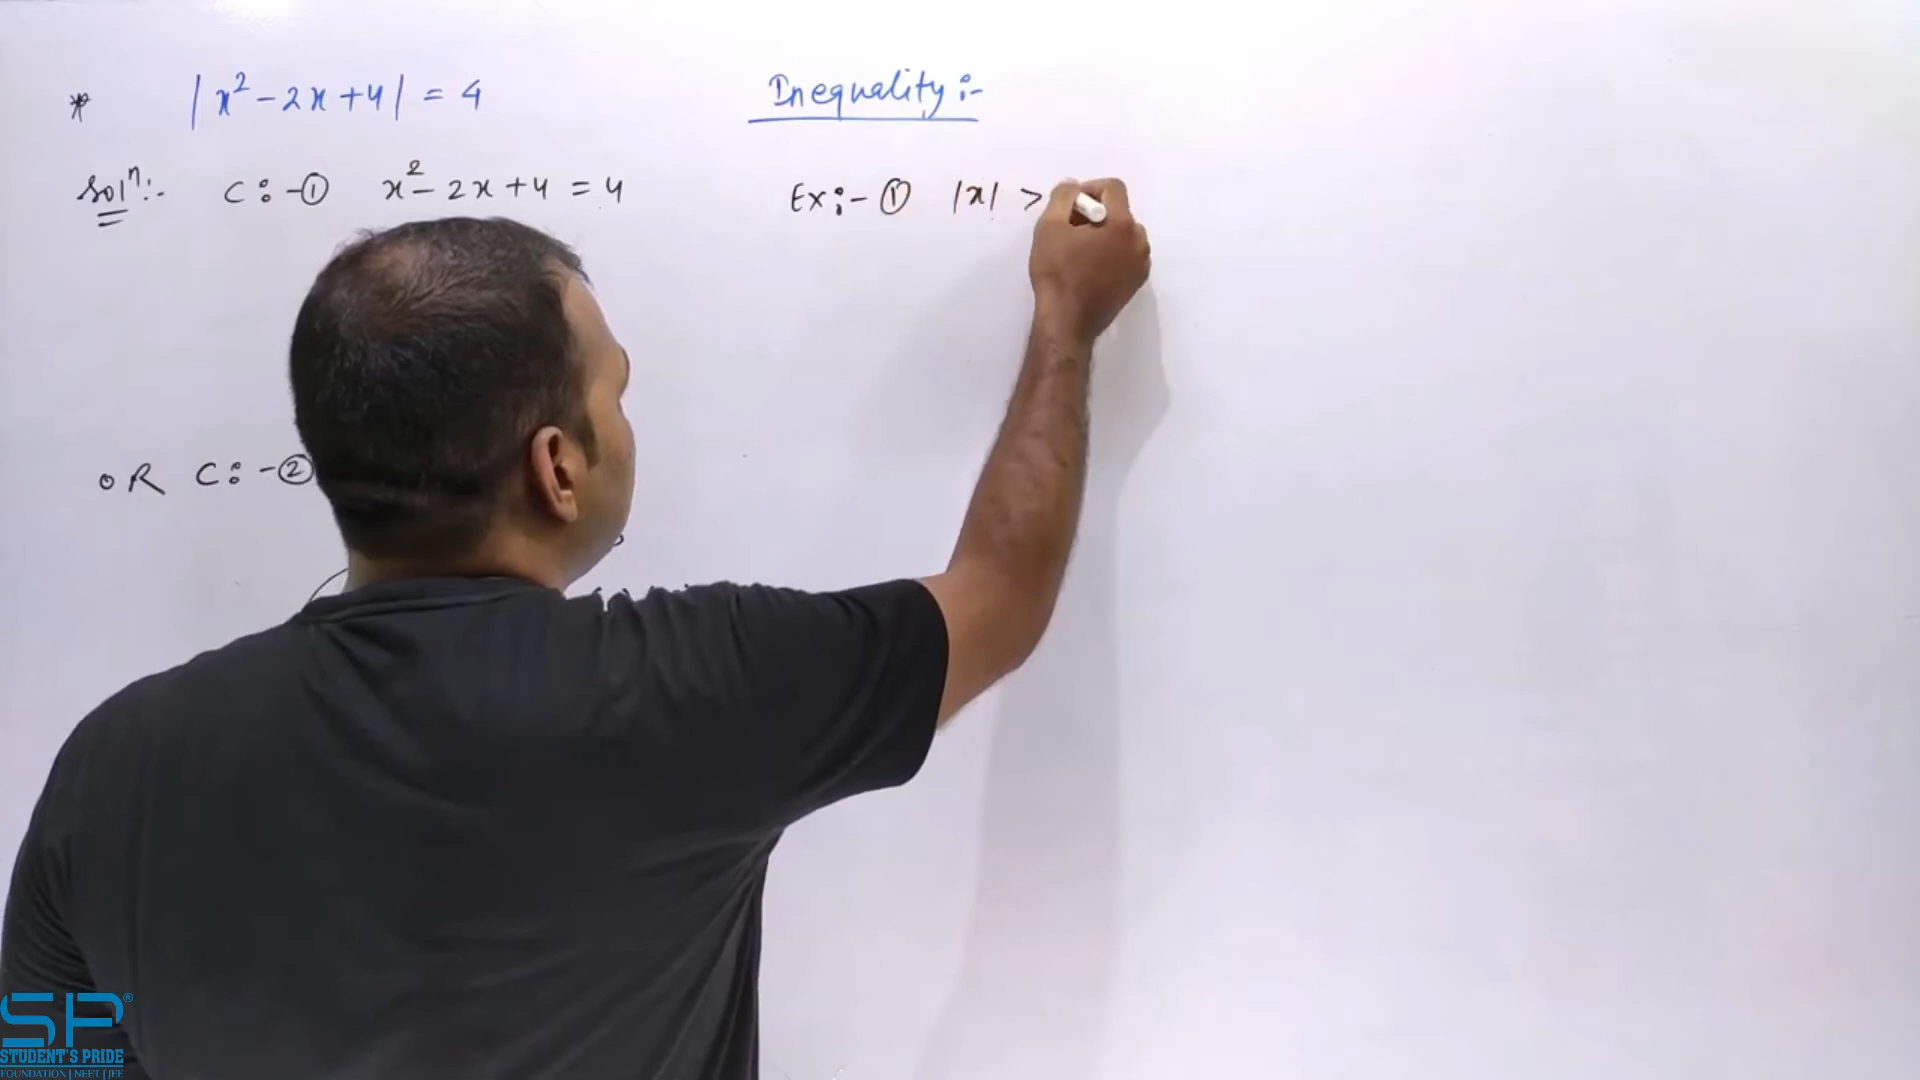 * |x² - 2x + 4| = 4
Solⁿ:- C:-① x² - 2x + 4 = 4
OR C:-②
Inequality :-
Ex:- ① |x| >
SP®
STUDENT'S PRIDE
FOUNDATION | NEET | JEE